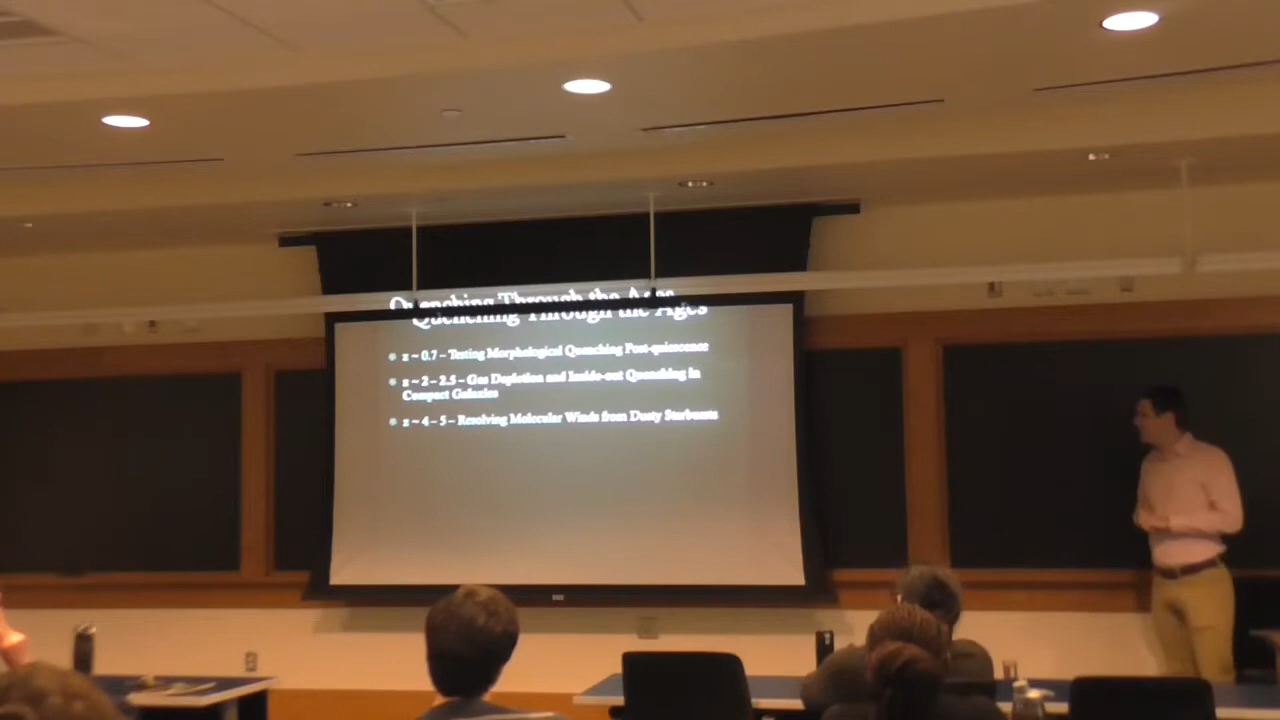 Quenching Through the Ages
z ~ 0.7 – Testing Morphological Quenching Post-quiescence
z ~ 2 – 2.5 – Gas Depletion and Inside-out Quenching in
Compact Galaxies
z ~ 4 – 5 – Resolving Molecular Winds from Dusty Starbursts